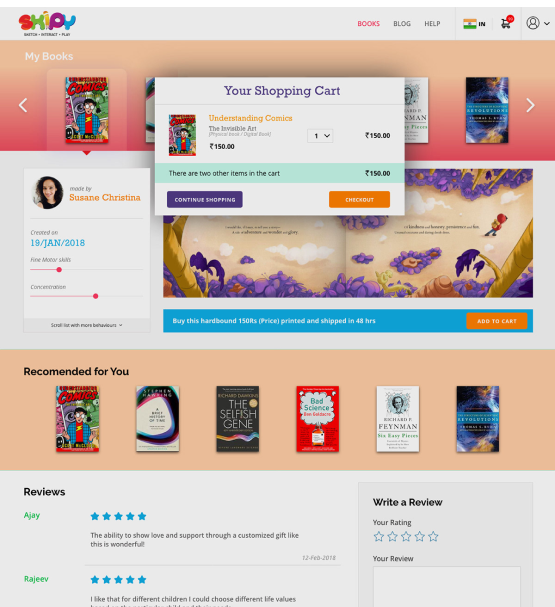 SKIPY
SKETCH • INTERACT • PLAY
BOOKS
BLOG
HELP
IN
My Books
Your Shopping Cart
Understanding Comics
The Invisible Art
(Physical book / Digital Book)
₹150.00
1
₹150.00
There are two other items in the cart
₹150.00
CONTINUE SHOPPING
CHECKOUT
made by
Susane Christina
Created on
19/JAN/2018
Fine Motor skills
Concentration
Scroll list with more behaviours
Buy this hardbound 150Rs (Price) printed and shipped in 48 hrs
ADD TO CART
Recomended for You
STEPHEN
HAWKING
A
BRIEF
HISTORY
OF TIME
RICHARD DAWKINS
THE
SELFISH
GENE
Bad
Science
Ben Goldacre
RICHARD P.
FEYNMAN
Six Easy Pieces
REVOLUTIONS
Reviews
Ajay
The ability to show love and support through a customized gift like
this is wonderful!
12-Feb-2018
Rajeev
I like that for different children I could choose different life values
Write a Review
Your Rating
Your Review